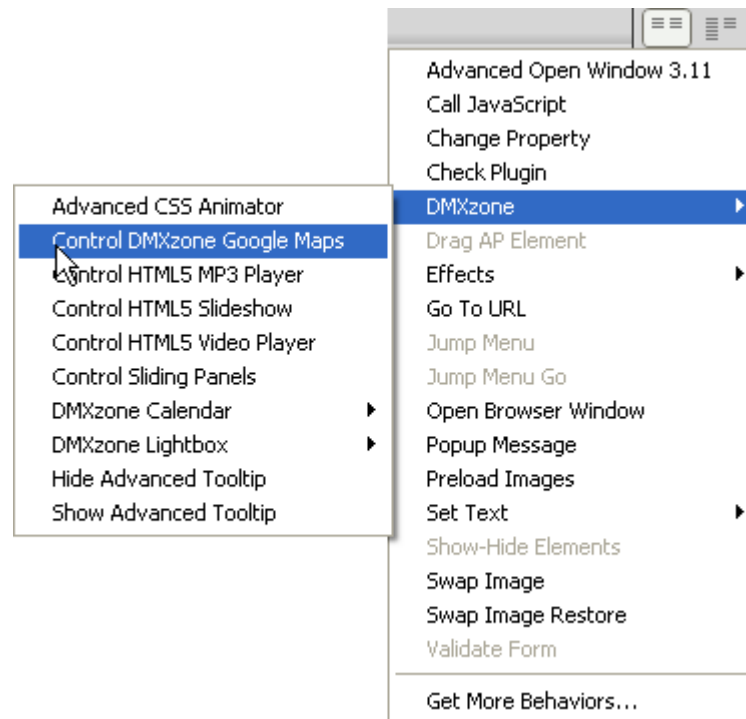 Advanced Open Window 3.11
Call JavaScript
Change Property
Check Plugin
DMXzone
Drag AP Element
Effects
Go To URL
Jump Menu
Jump Menu Go
Open Browser Window
Popup Message
Preload Images
Set Text
Show-Hide Elements
Swap Image
Swap Image Restore
Validate Form
Get More Behaviors...
Advanced CSS Animator
Control DMXzone Google Maps
Control HTML5 MP3 Player
Control HTML5 Slideshow
Control HTML5 Video Player
Control Sliding Panels
DMXzone Calendar
DMXzone Lightbox
Hide Advanced Tooltip
Show Advanced Tooltip